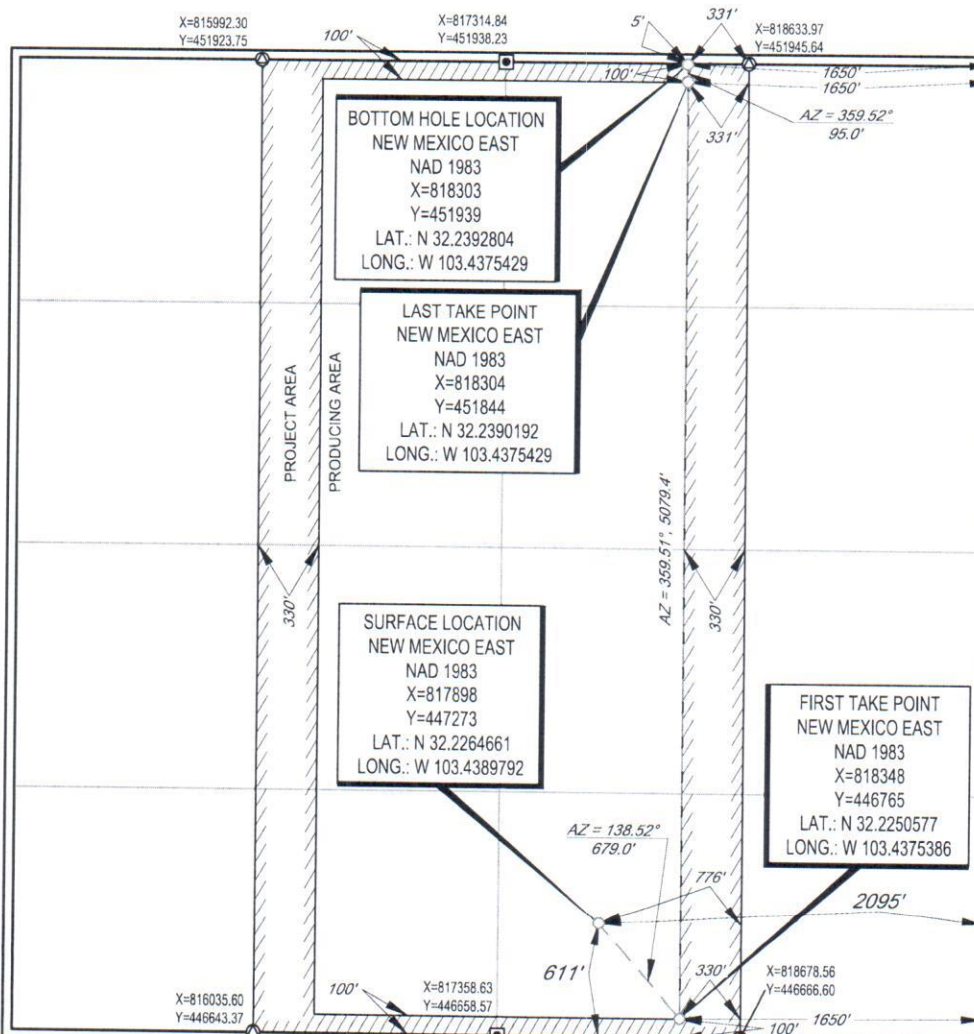 X=815992.30
Y=451923.75
X=817314.84
Y=451938.23
5'
331'
X=818633.97
Y=451945.64
100'
100'
1650'
1650'
AZ = 359.52°
95.0'
331'
BOTTOM HOLE LOCATION
NEW MEXICO EAST
NAD 1983
X=818303
Y=451939
LAT.: N 32.2392804
LONG.: W 103.4375429
LAST TAKE POINT
NEW MEXICO EAST
NAD 1983
X=818304
Y=451844
LAT.: N 32.2390192
LONG.: W 103.4375429
PROJECT AREA
PRODUCING AREA
AZ = 359.51°, 5079.4'
330'
330'
SURFACE LOCATION
NEW MEXICO EAST
NAD 1983
X=817898
Y=447273
LAT.: N 32.2264661
LONG.: W 103.4389792
FIRST TAKE POINT
NEW MEXICO EAST
NAD 1983
X=818348
Y=446765
LAT.: N 32.2250577
LONG.: W 103.4375386
AZ = 138.52°
679.0'
776'
2095'
611'
330'
X=816035.60
Y=446643.37
100'
X=817358.63
Y=446658.57
X=818678.56
Y=446666.60
1650'
100'